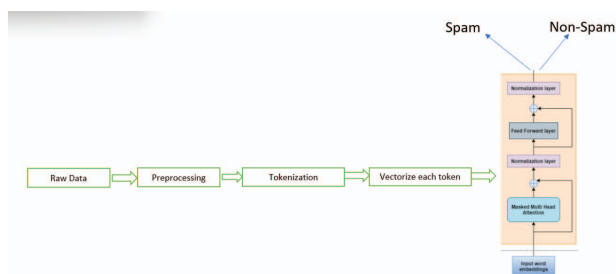 Spam Non-Spam
Normalization layer
Feed Forward layer
Normalization layer
Raw Data Preprocessing Tokenization Vectorize each token
Masked Multi Head
Attention
Input word
embeddings